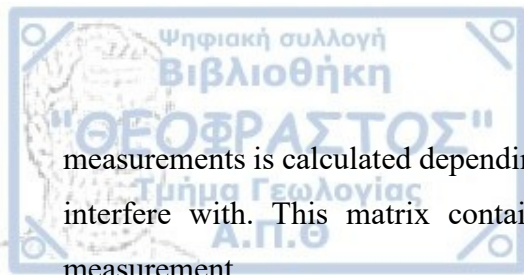 Ψηφιακή συλλογή
Βιβλιοθήκη
"ΘΕΟΦΡΑΣΤΟΣ"
measurements is calculated dependin
Τμήμα Γεωλογίας
interfere with. This matrix contai
Α.Π.Θ
measurement